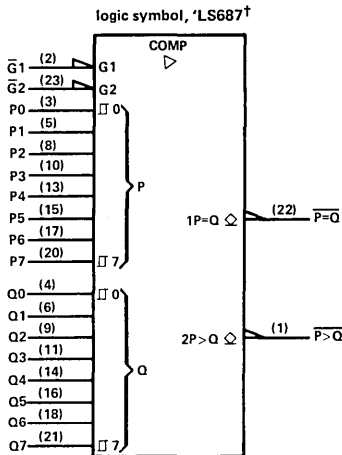 logic symbol, 'LS687†
COMP
▷
G̅1 (2) G1
G̅2 (23) G2
P0 (3) 0
P1 (5)
P2 (8)
P3 (10)
P4 (13)
P5 (15)
P6 (17)
P7 (20) 7
P
Q0 (4) 0
Q1 (6)
Q2 (9)
Q3 (11)
Q4 (14)
Q5 (16)
Q6 (18)
Q7 (21) 7
Q
1P=Q (22) P=Q
2P>Q (1) P>Q